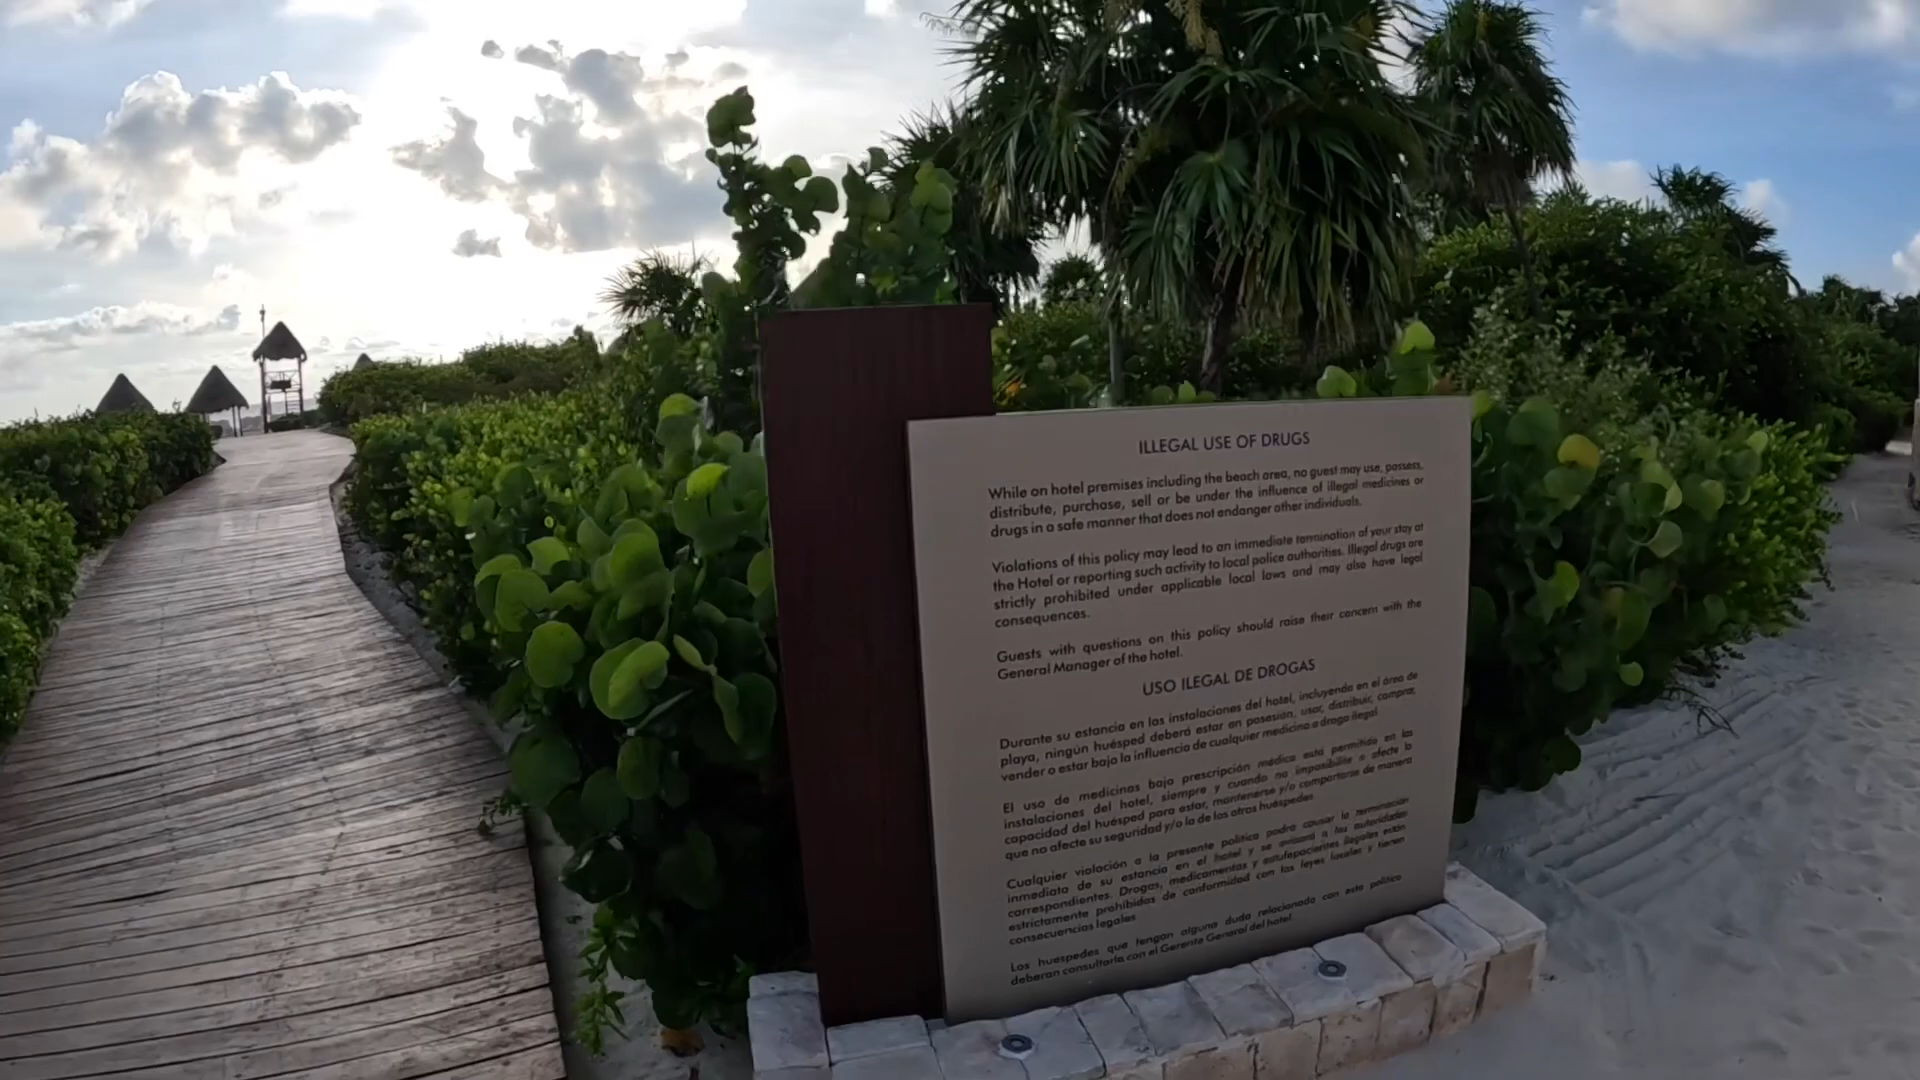 ILLEGAL USE OF DRUGS
While on hotel premises including the beach area, no guest may use, possess,
distribute, purchase, sell or be under the influence of illegal medicines or
drugs in a safe manner that does not endanger other individuals.
Violations of this policy may lead to an immediate termination of your stay at
the Hotel or reporting such activity to local police authorities. Illegal drugs are
strictly prohibited under applicable local laws and may also have legal
consequences.
Guests with questions on this policy should raise their concern with the
General Manager of the hotel.
USO ILEGAL DE DROGAS
Durante su estancia en las instalaciones del hotel, incluyendo en el área de
playa, ningún huésped deberá estar en posesión, usar, distribuir, comprar,
vender o estar bajo la influencia de cualquier medicina o droga ilegal.
El uso de medicinas bajo prescripción médica está permitido en las
instalaciones del hotel, siempre y cuando no imposibilite o afecte la
capacidad del huésped para estar, mantenerse y/o comportarse de manera
que no afecte su seguridad y/o la de los otros huéspedes
Cualquier violación a la presente política podra causar la terminación
inmediata de su estancia en el hotel y se avisará a las autoridades
correspondientes. Drogas, medicamentos y estufepacientes ilegales están
estrictamente prohibidas de conformidad con las leyes locales y tienen
consecuencias legales
Los huespedes que tengan alguna duda relacionada con esta política
deberan consultarla con el Gerente General del hotel.